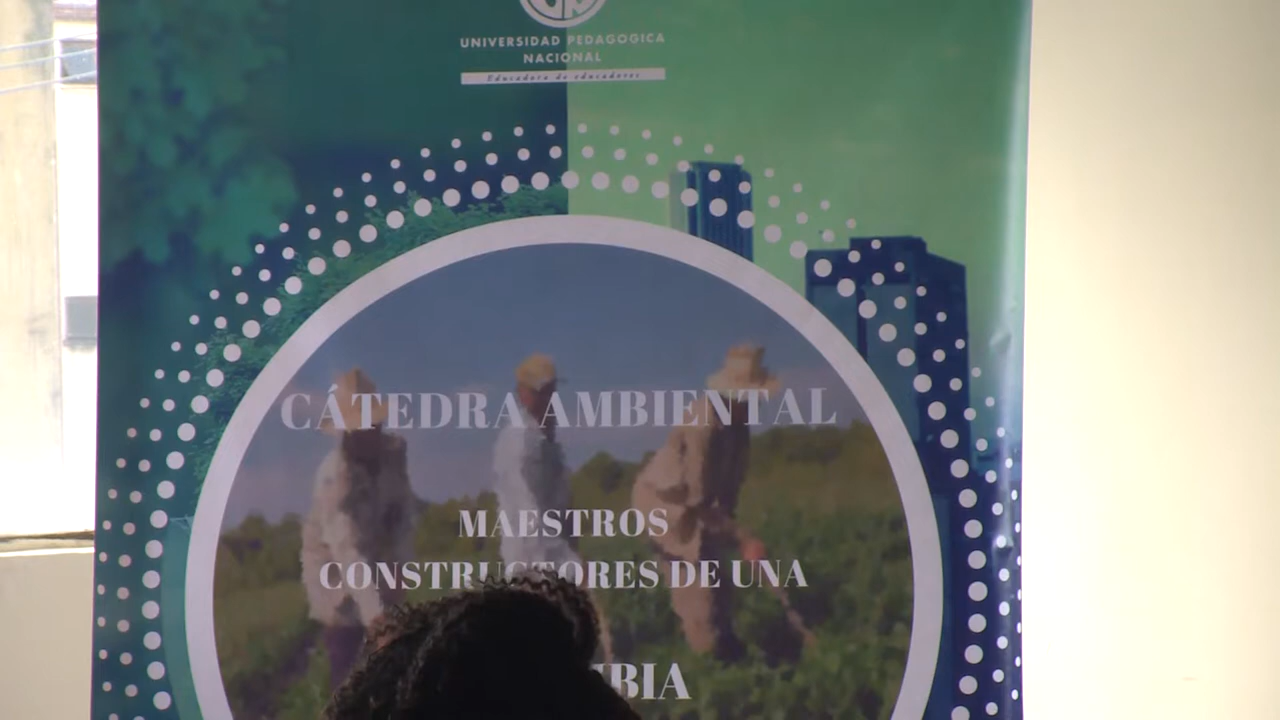 UNIVERSIDAD PEDAGOGICA
NACIONAL
Educadora de educadores
CÁTEDRA AMBIENTAL
MAESTROS
CONSTRUCTORES DE UNA